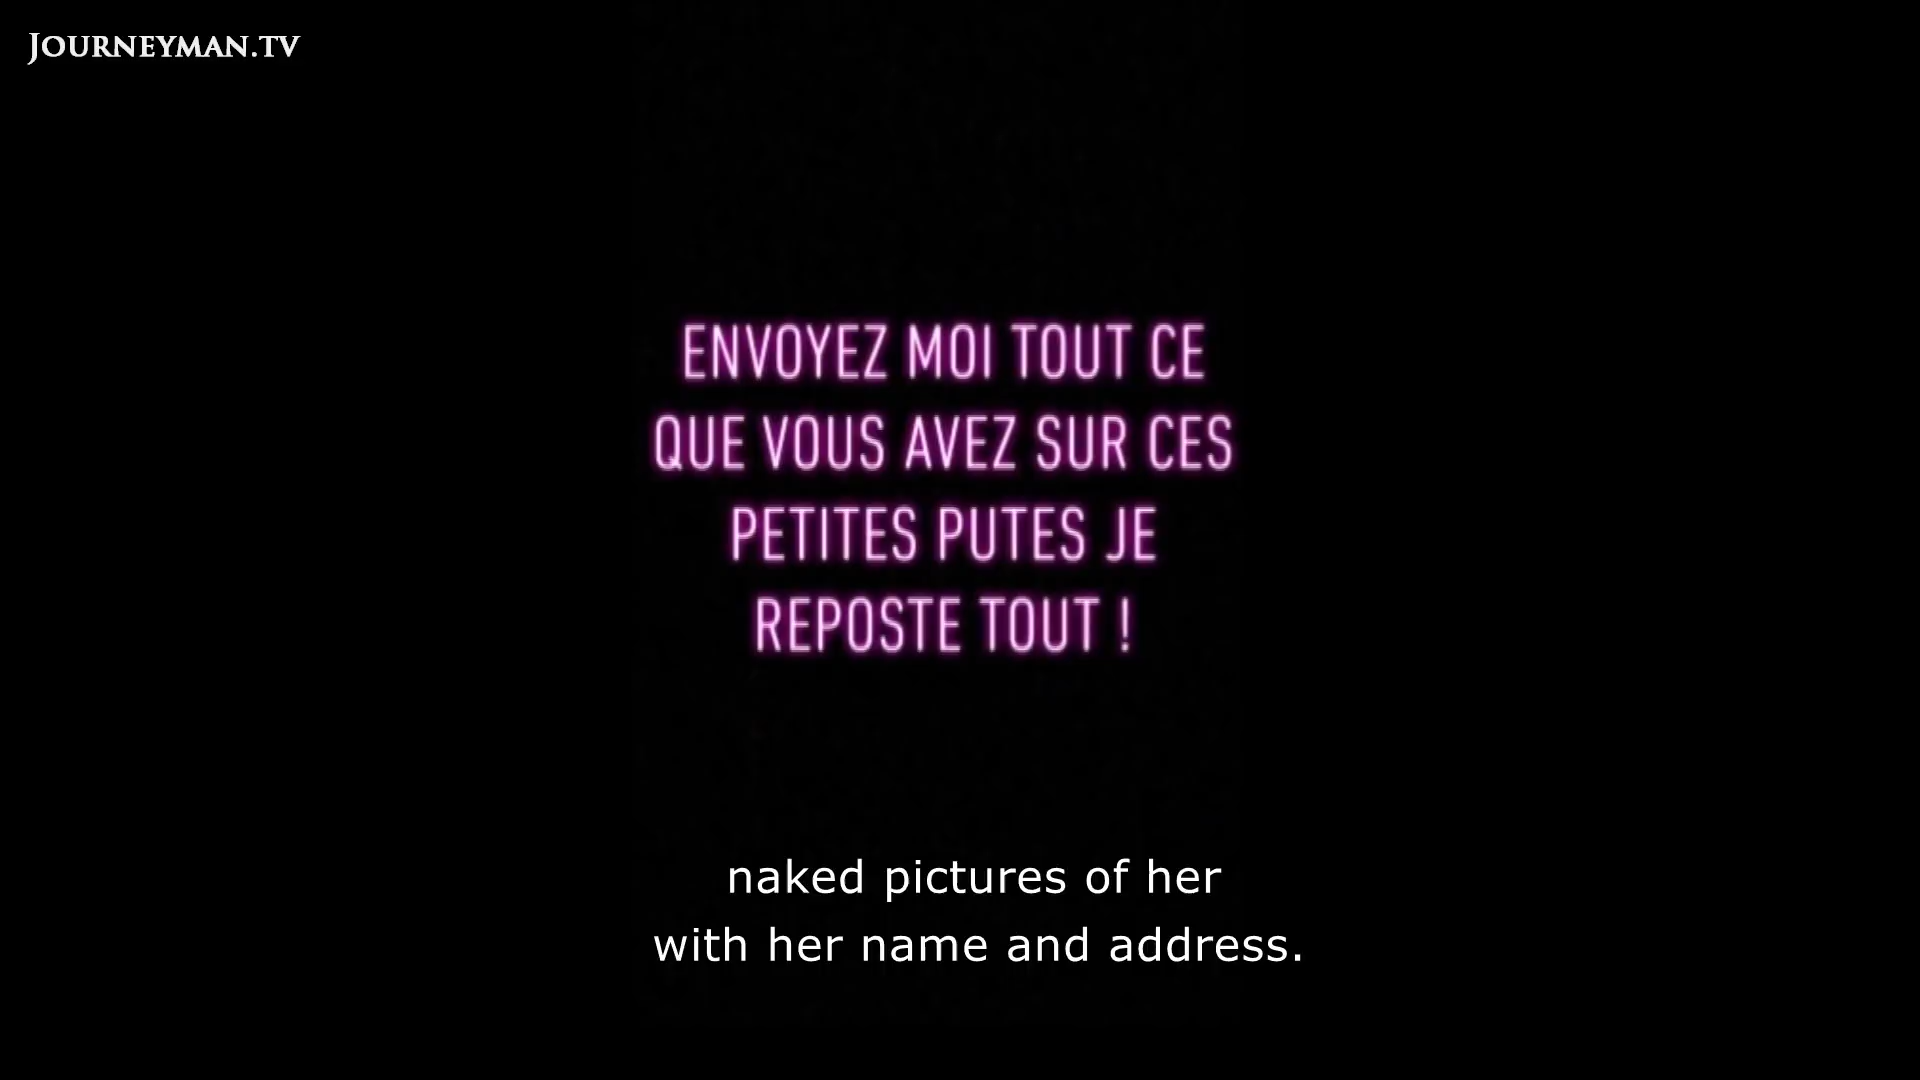 JOURNEYMAN.TV
ENVOYEZ MOI TOUT CE
QUE VOUS AVEZ SUR CES
PETITES PUTES JE
REPOSTE TOUT !
naked pictures of her
with her name and address.